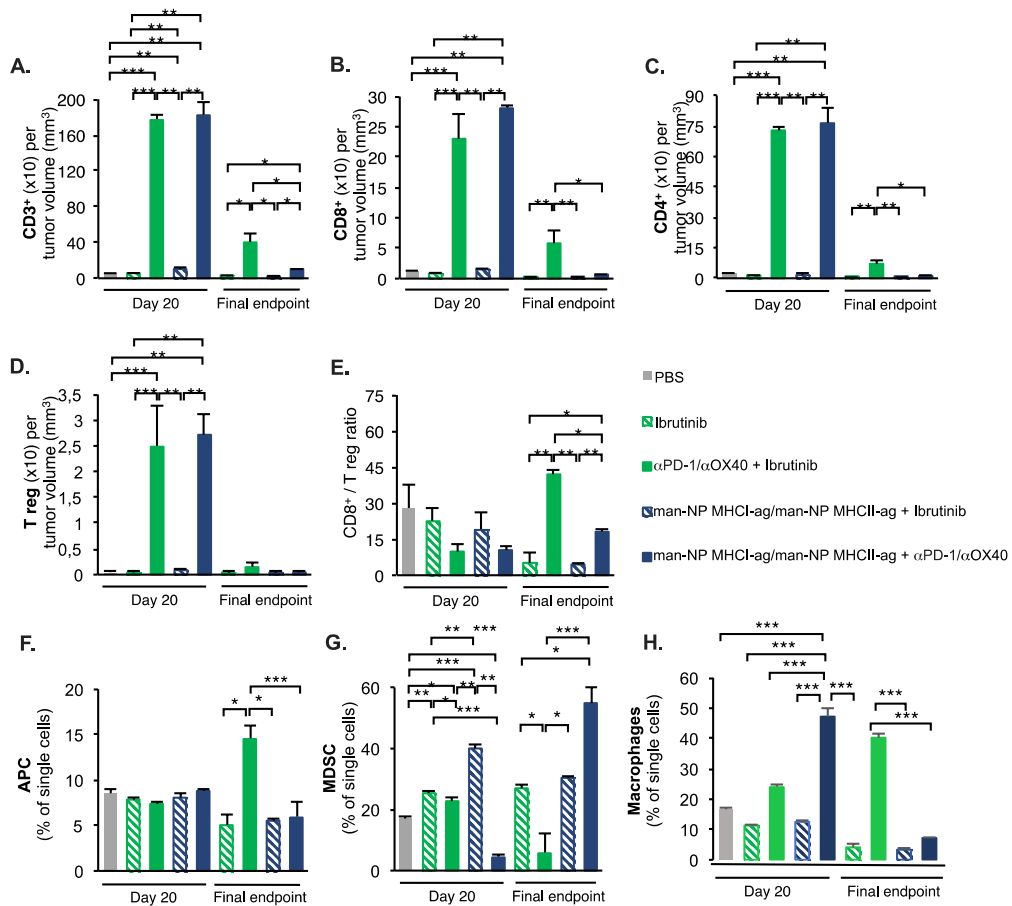 A.
CD3⁺ (x10) per
tumor volume (mm³)
200
160
120
80
40
0
** 
**
**
**
***
*** ** **
*
*
* * *
Day 20
Final endpoint
B.
CD8⁺ (x10) per
tumor volume (mm³)
30
25
20
15
10
5
0
**
**
***
*** ** **
*
** **
Day 20
Final endpoint
C.
CD4⁺ (x10) per
tumor volume (mm³)
90
75
60
45
30
15
0
**
**
***
*** ** **
*
** **
Day 20
Final endpoint
D.
T reg (x10) per
tumor volume (mm³)
3,5
3
2,5
2
1,5
1
0,5
0
**
**
***
*** ** **
Day 20
Final endpoint
E.
CD8⁺ / T reg ratio
75
60
45
30
15
0
*
*
** ** **
Day 20
Final endpoint
PBS
Ibrutinib
αPD-1/αOX40 + Ibrutinib
man-NP MHCI-ag/man-NP MHCII-ag + Ibrutinib
man-NP MHCI-ag/man-NP MHCII-ag + αPD-1/αOX40
F.
APC
(% of single cells)
20
15
10
5
0
***
* *
Day 20
Final endpoint
G.
MDSC
(% of single cells)
60
40
20
0
** ***
***
* ** **
** *
***
***
*
* *
Day 20
Final endpoint
H.
Macrophages
(% of single cells)
60
50
40
30
20
10
0
***
***
***
*** ***
***
***
Day 20
Final endpoint